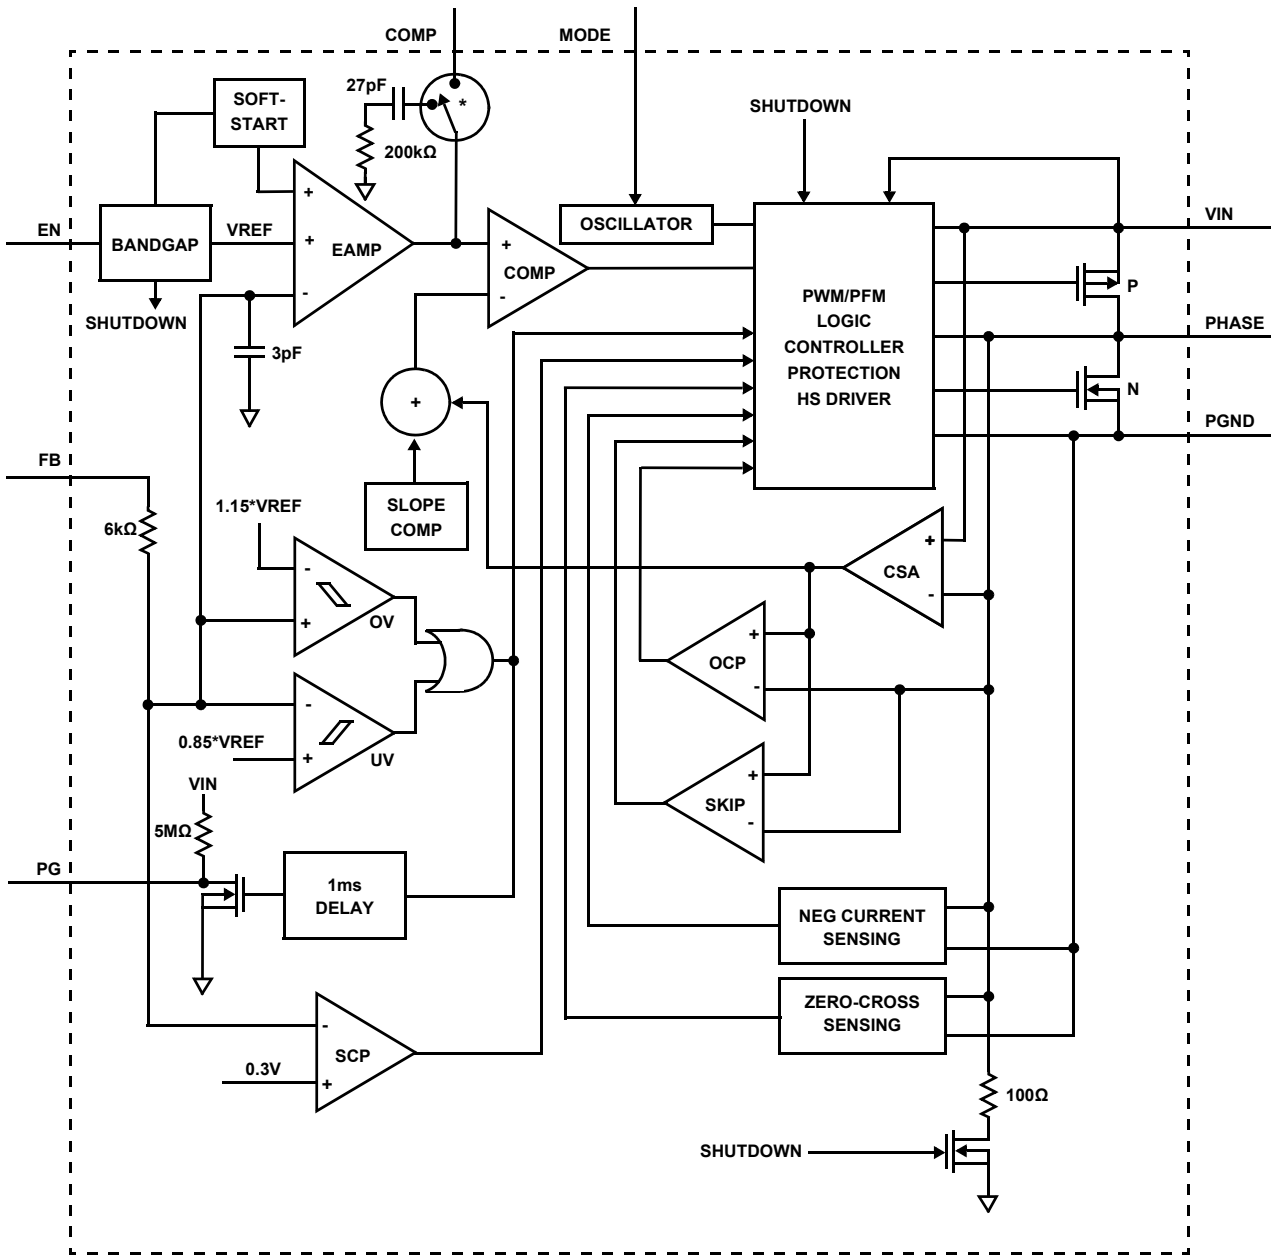 COMP
MODE
27pF
*
SOFT-
START
SHUTDOWN
200kΩ
+
EN
BANDGAP
VREF
+
EAMP
+
COMP
OSCILLATOR
VIN
-
-
PWM/PFM
LOGIC
CONTROLLER
PROTECTION
HS DRIVER
P
SHUTDOWN
PHASE
3pF
+
N
PGND
FB
SLOPE
COMP
1.15*VREF
6kΩ
+
CSA
-
-
+
OV
+
OCP
-
-
0.85*VREF
+
UV
+
SKIP
-
VIN
5MΩ
PG
1ms
DELAY
NEG CURRENT
SENSING
ZERO-CROSS
SENSING
-
SCP
0.3V
+
100Ω
SHUTDOWN